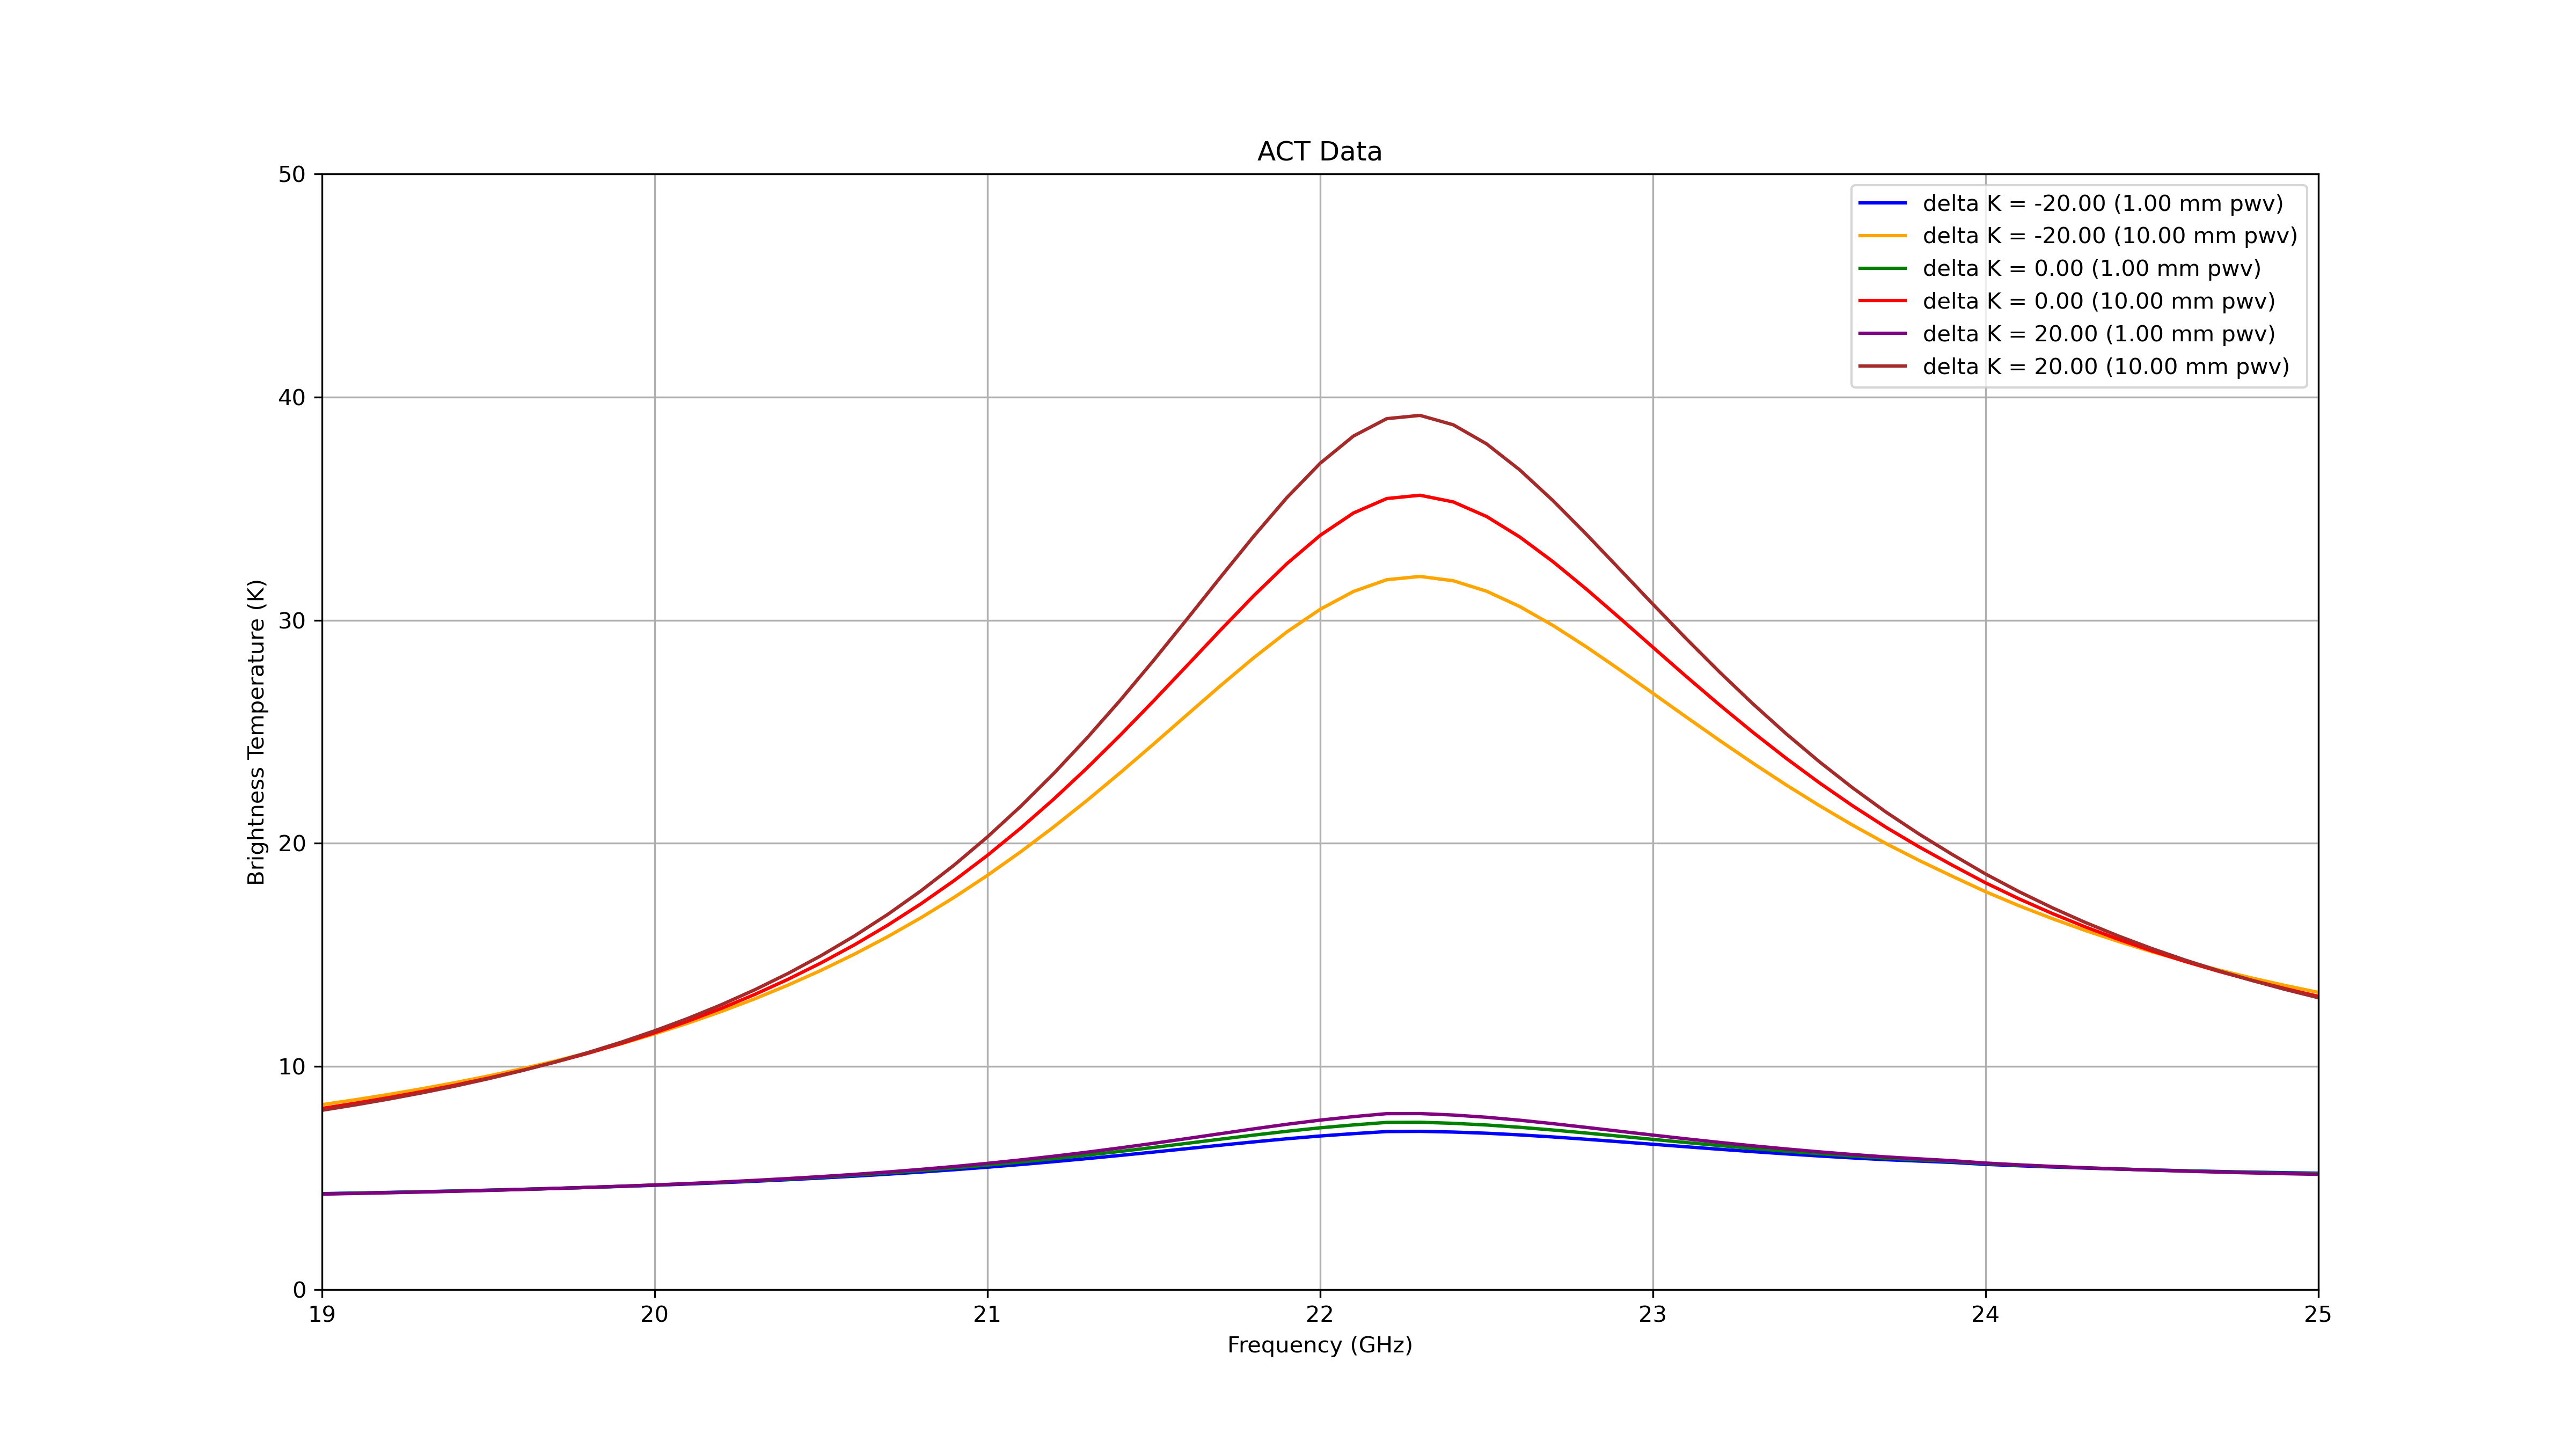 ACT Data
50
40
30
20
10
0
Brightness Temperature (K)
delta K = -20.00 (1.00 mm pwv)
delta K = -20.00 (10.00 mm pwv)
delta K = 0.00 (1.00 mm pwv)
delta K = 0.00 (10.00 mm pwv)
delta K = 20.00 (1.00 mm pwv)
delta K = 20.00 (10.00 mm pwv)
19 20 21 22 23 24 25
Frequency (GHz)